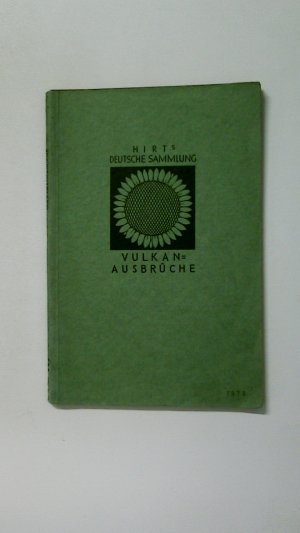 HIRTS
DEUTSCHE SAMMLUNG
VULKAN=
AUSBRÜCHE